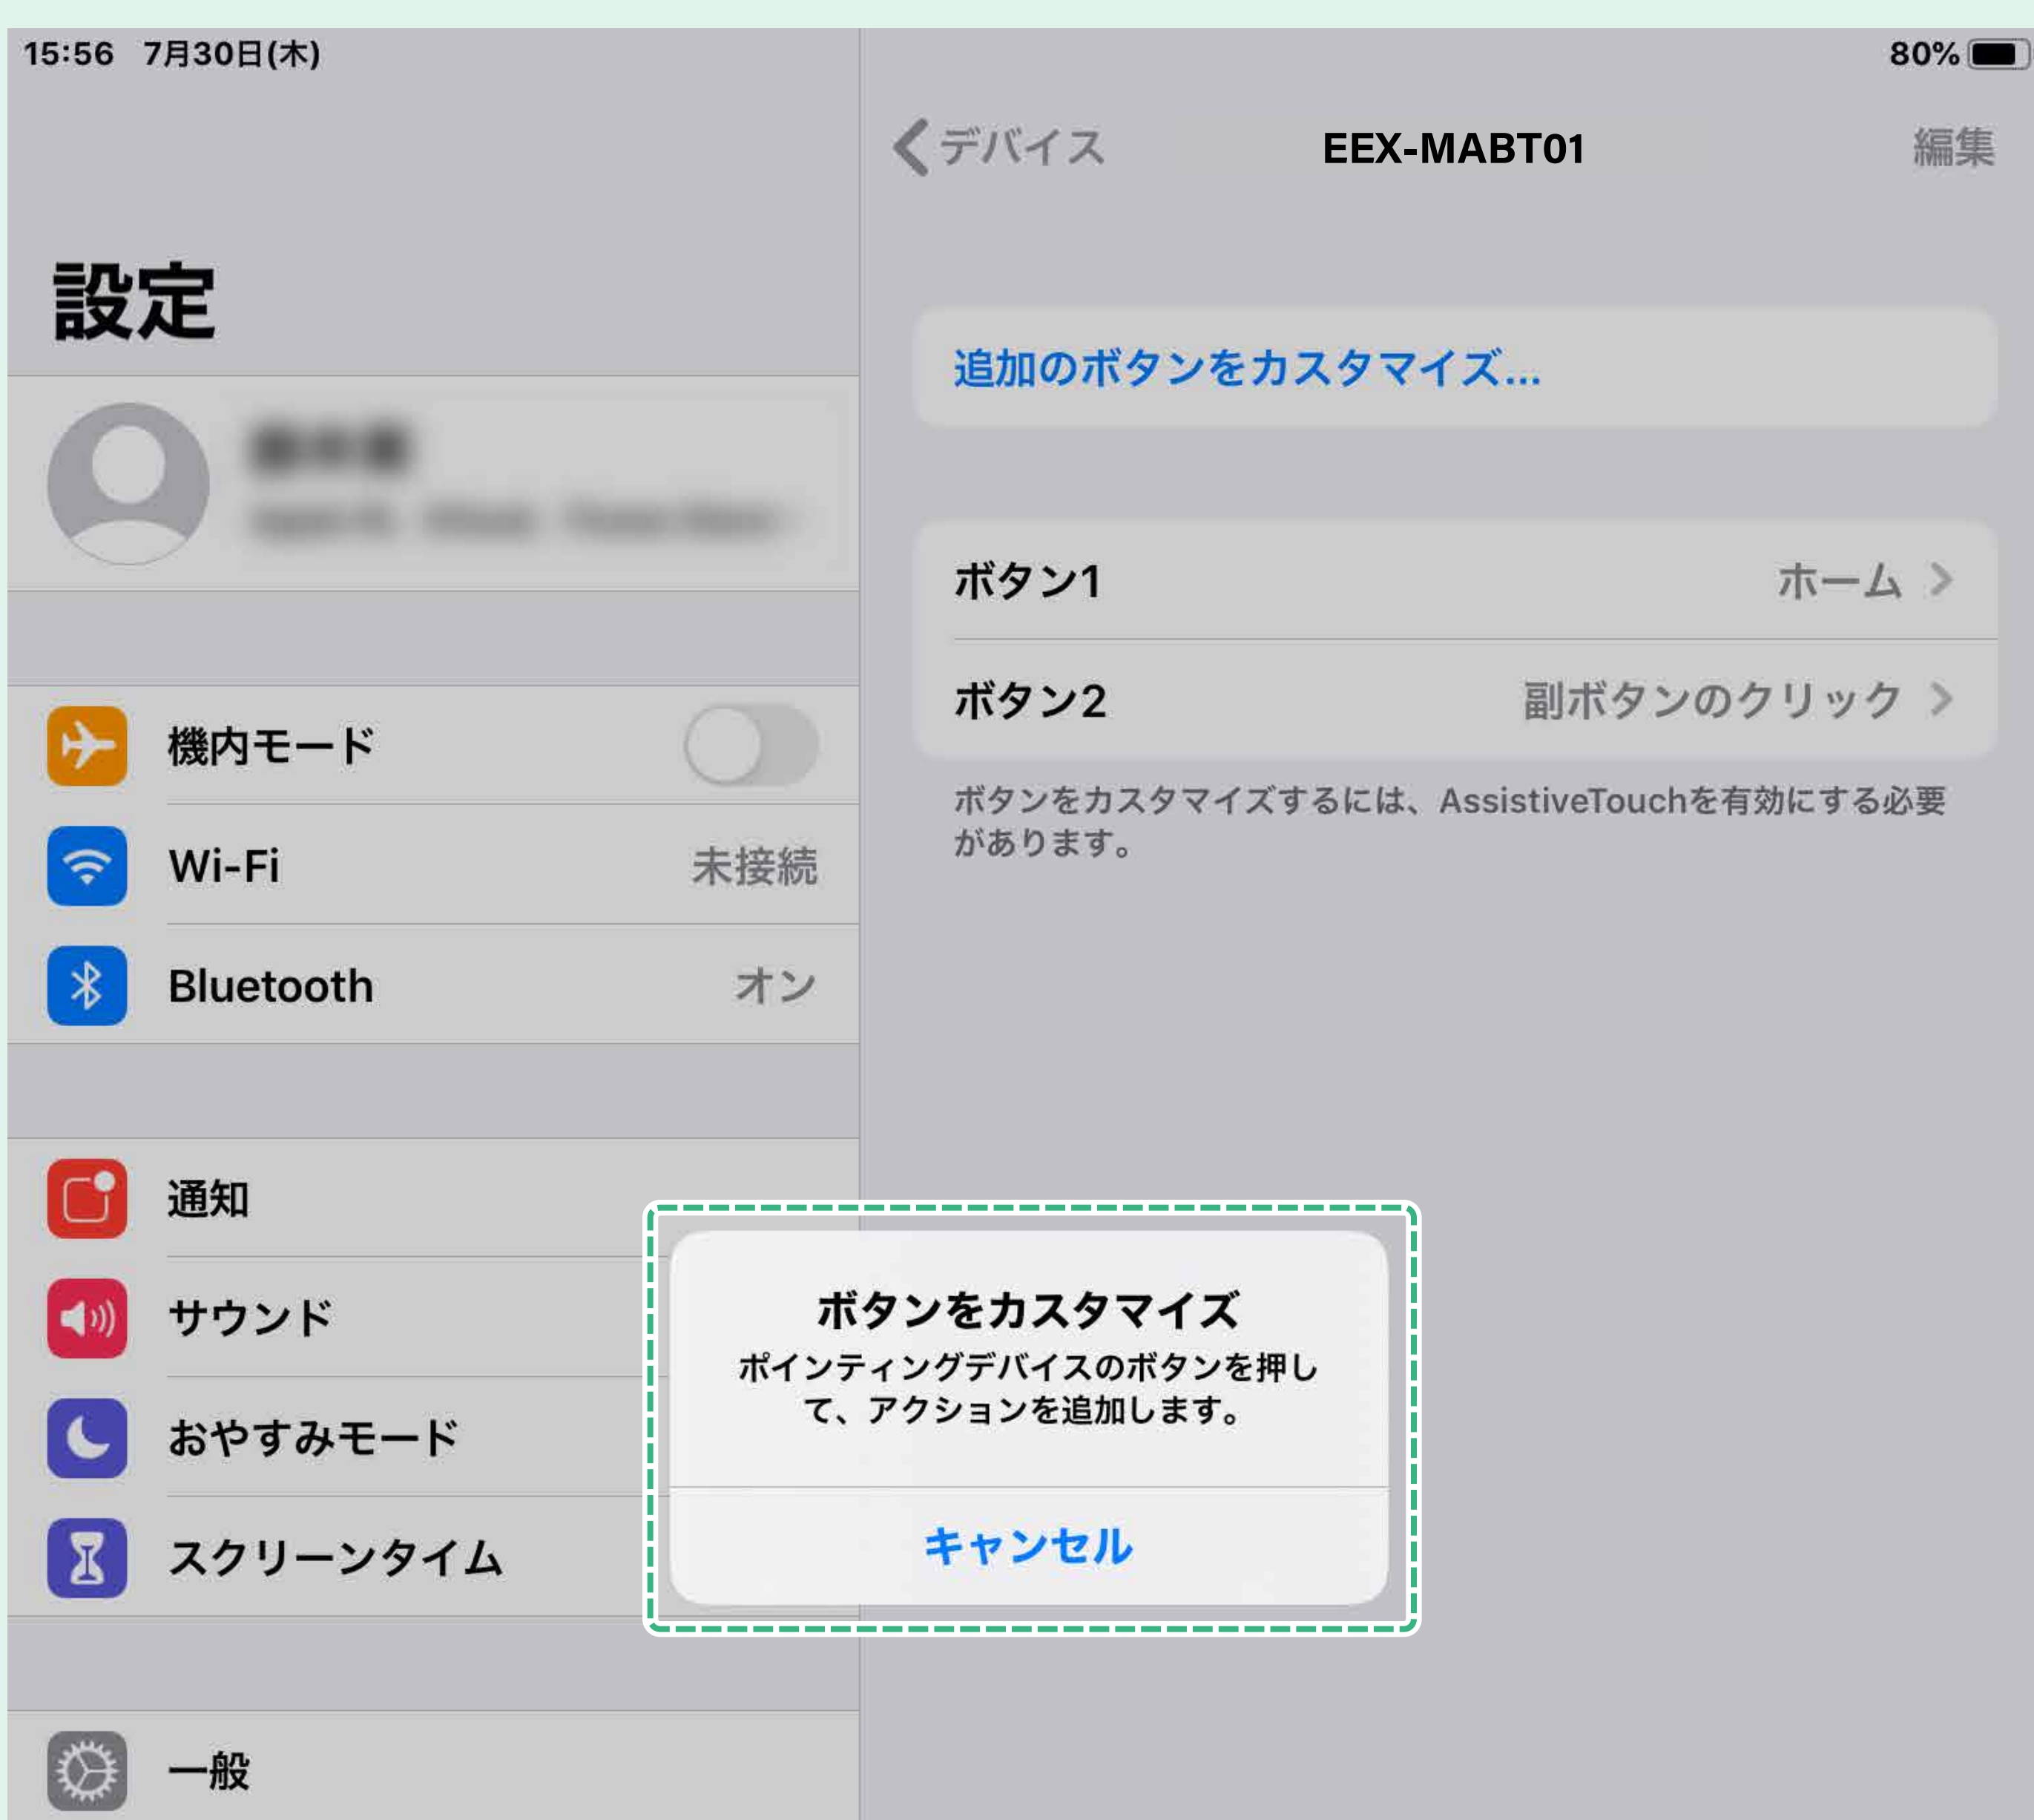 15:56 7月30日(木)
80%
設定
機内モード
Wi-Fi 未接続
Bluetooth オン
通知
サウンド
おやすみモード
スクリーンタイム
一般
デバイス EEX-MABT01 編集
追加のボタンをカスタマイズ...
ボタン1 ホーム
ボタン2 副ボタンのクリック
ボタンをカスタマイズするには、AssistiveTouchを有効にする必要
があります。
ボタンをカスタマイズ
ポインティングデバイスのボタンを押し
て、アクションを追加します。
キャンセル